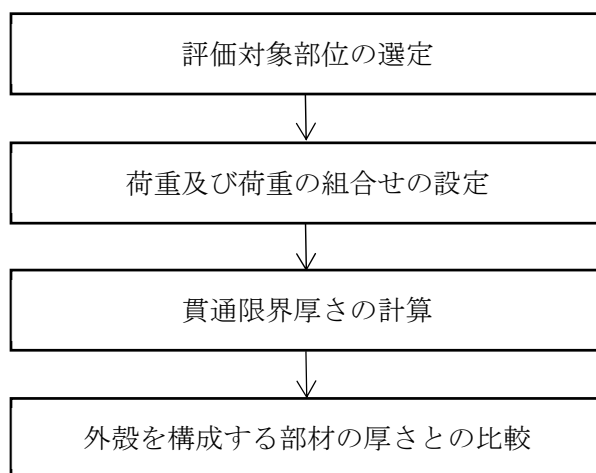 評価対象部位の選定
荷重及び荷重の組合せの設定
貫通限界厚さの計算
外殻を構成する部材の厚さとの比較